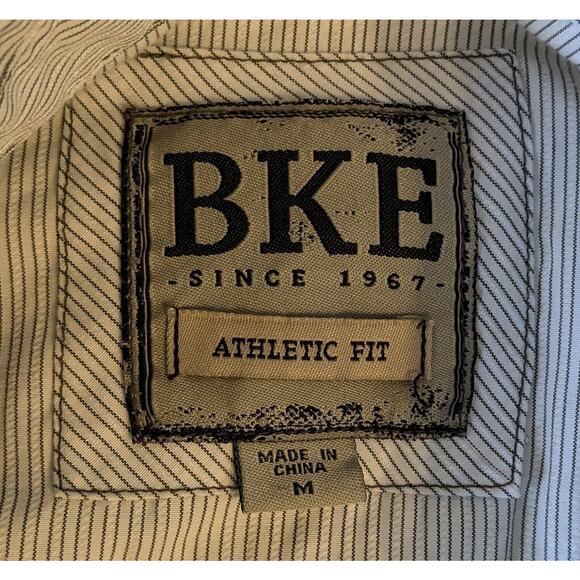 BKE
- SINCE 1967 -
ATHLETIC FIT
MADE IN
CHINA
M